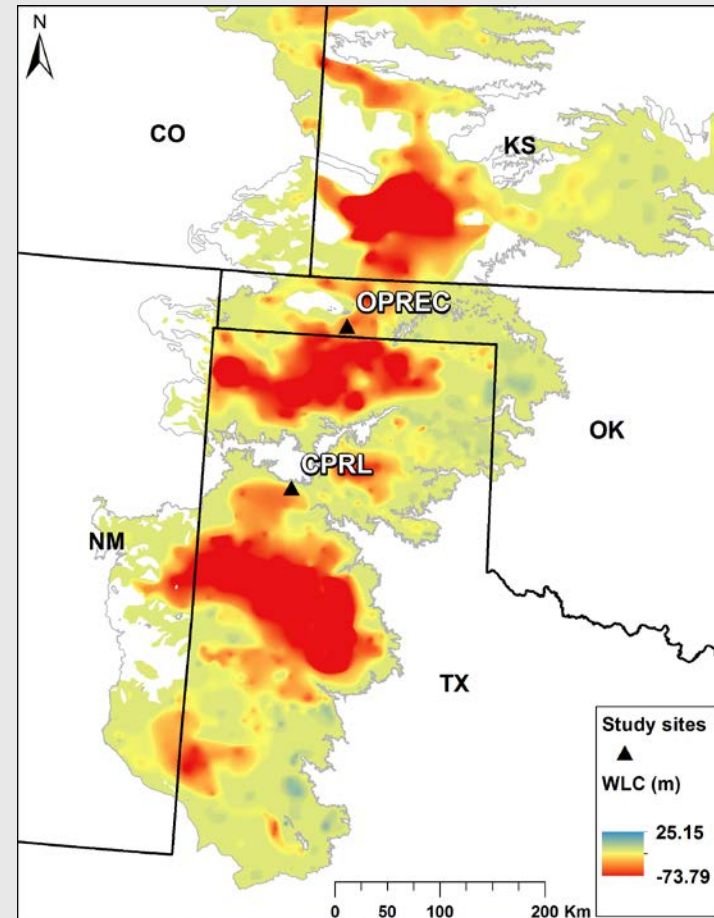 N
CO
KS
OPREC
OK
CPRL
NM
TX
Study sites
WLC (m)
25.15
-73.79
0 50 100 200 Km